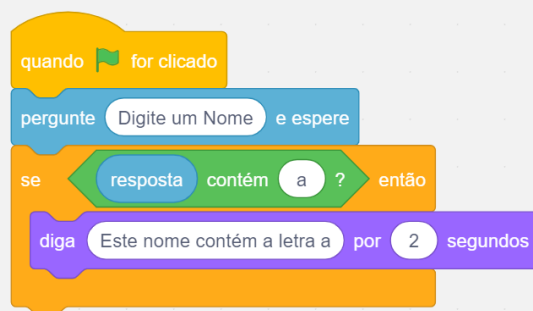 quando for clicado
pergunte Digite um Nome e espere
se resposta contém a ? então
diga Este nome contém a letra a por 2 segundos